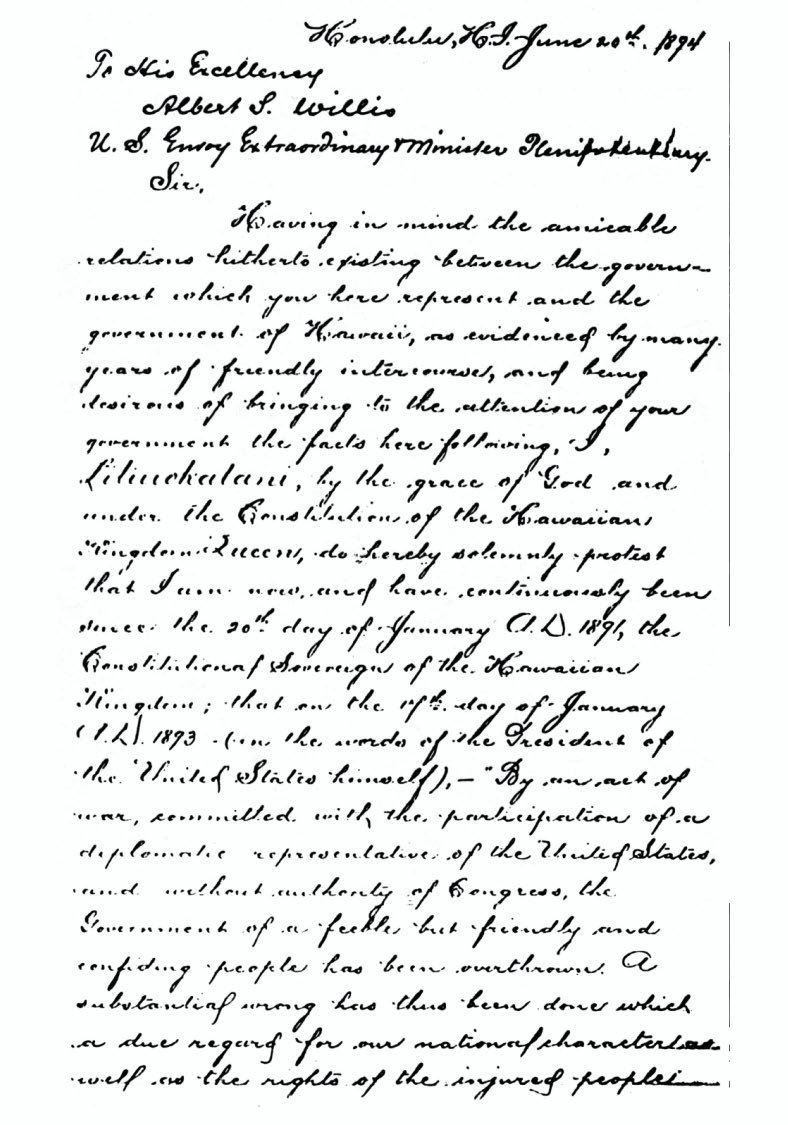 Honolulu, H.I. June 20th. 1894
To His Excellency
Albert S. Willis
U. S. Envoy Extraordinary & Minister Plenipotentiary.
Sir,
Having in mind the amicable
relations hitherto existing between the govern-
ment which you here represent and the
government of Hawaii, as evidenced by many
years of friendly intercourse, and being
desirous of bringing to the attention of your
government the facts here following, I,
Liliuokalani, by the grace of God and
under the Constitution of the Hawaiian
Kingdom Queen, do hereby solemnly protest
that I am now, and have continuously been
since the 20th day of January A.D. 1891, the
Constitutional Sovereign of the Hawaiian
Kingdom; that on the 17th day of January
A.D. 1893 (in the words of the President of
the United States himself), — "By an act of
war, committed with the participation of a
diplomatic representative of the United States,
and without authority of Congress, the
Government of a feeble but friendly and
confiding people has been overthrown. A
substantial wrong has thus been done which
a due regard for our national character as
well as the rights of the injured people